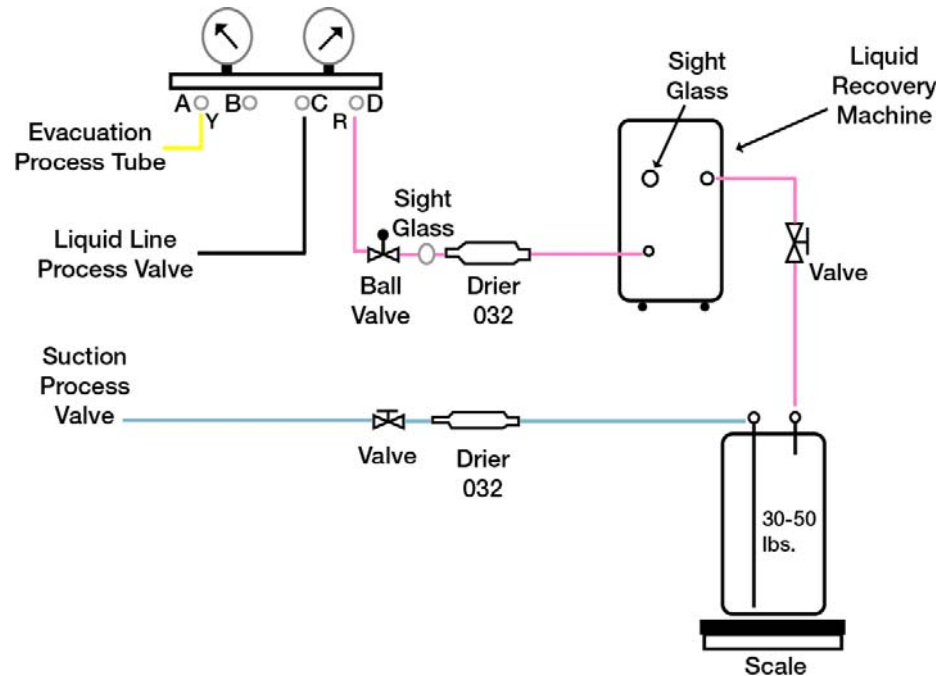 A
B
C
D
Y
R
Evacuation
Process Tube
Liquid Line
Process Valve
Sight
Glass
Ball
Valve
Drier
032
Sight
Glass
Liquid
Recovery
Machine
Valve
Suction
Process
Valve
Valve
Drier
032
30-50
lbs.
Scale